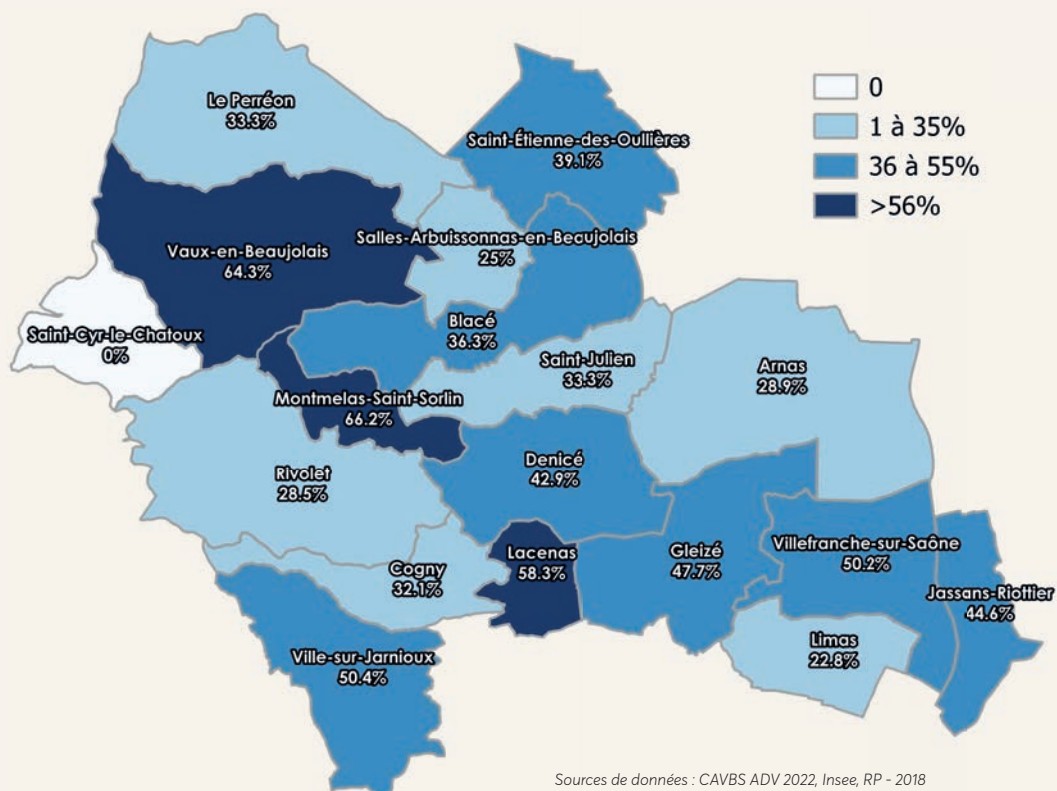 Le Perréon
33.3%
Saint-Étienne-des-Oullières
39.1%
0
1 à 35%
36 à 55%
>56%
Vaux-en-Beaujolais
64.3%
Salles-Arbuissonnas-en-Beaujolais
25%
Saint-Cyr-le-Chatoux
0%
Blacé
36.3%
Saint-Julien
33.3%
Arnas
28.9%
Montmelas-Saint-Sorlin
66.2%
Rivolet
28.5%
Denicé
42.9%
Cogny
32.1%
Lacenas
58.3%
Gleizé
47.7%
Villefranche-sur-Saône
50.2%
Jassans-Riottier
44.6%
Limas
22.8%
Ville-sur-Jarnioux
50.4%
Sources de données : CAVBS ADV 2022, Insee, RP - 2018